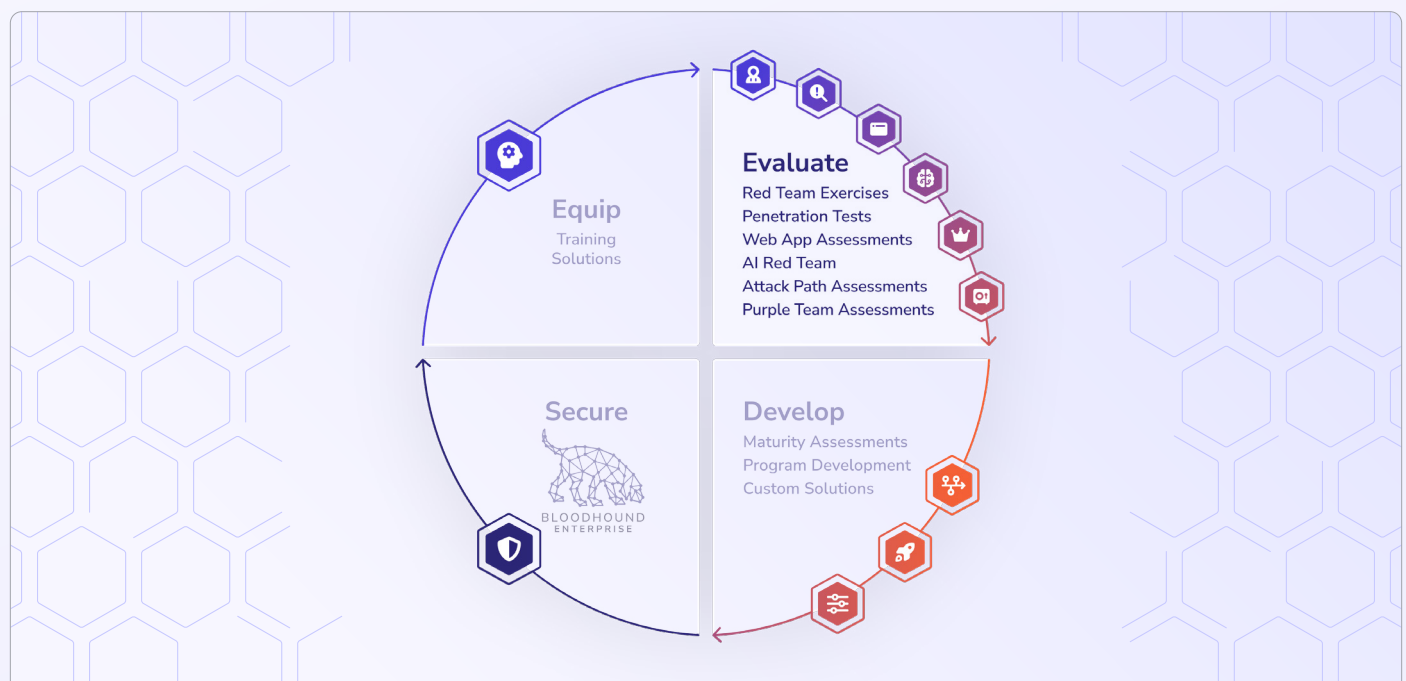 Equip
Training
Solutions
Evaluate
Red Team Exercises
Penetration Tests
Web App Assessments
AI Red Team
Attack Path Assessments
Purple Team Assessments
Secure
BLOODHOUND
ENTERPRISE
Develop
Maturity Assessments
Program Development
Custom Solutions